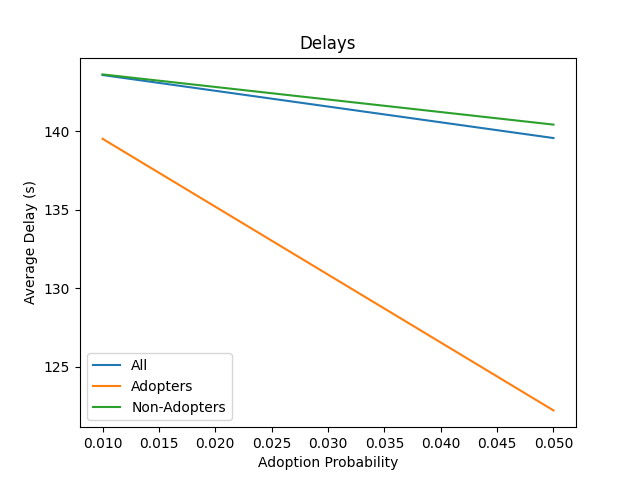 Delays
Average Delay (s)
140
135
130
125
All
Adopters
Non-Adopters
0.010 0.015 0.020 0.025 0.030 0.035 0.040 0.045 0.050
Adoption Probability